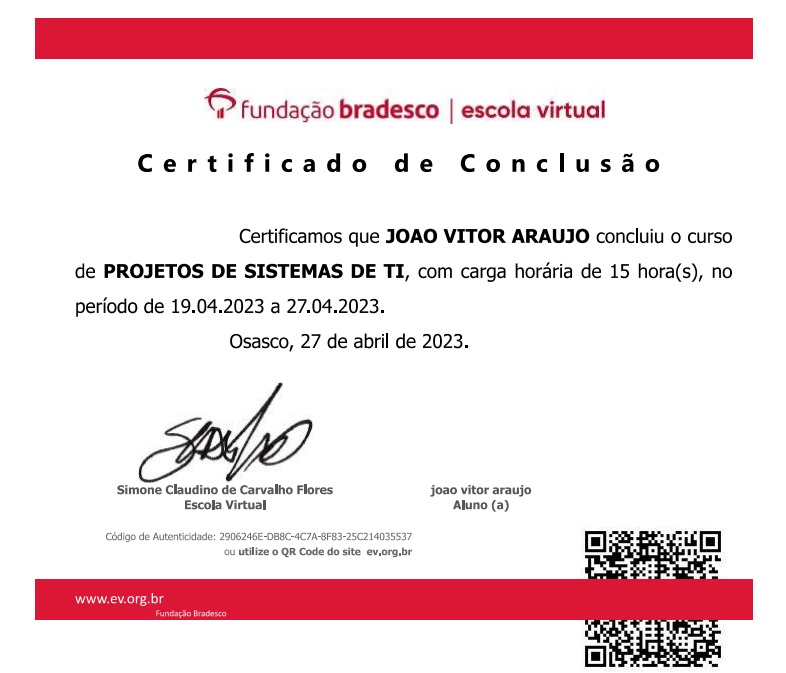 fundação bradesco | escola virtual
Certificado de Conclusão
Certificamos que JOAO VITOR ARAUJO concluiu o curso
de PROJETOS DE SISTEMAS DE TI, com carga horária de 15 hora(s), no
período de 19.04.2023 a 27.04.2023.
Osasco, 27 de abril de 2023.
Simone Claudino de Carvalho Flores
Escola Virtual
joao vitor araujo
Aluno (a)
Código de Autenticidade: 2906246E-DB8C-4C7A-8F83-25C214035537
ou utilize o QR Code do site ev.org.br
www.ev.org.br
Fundação Bradesco